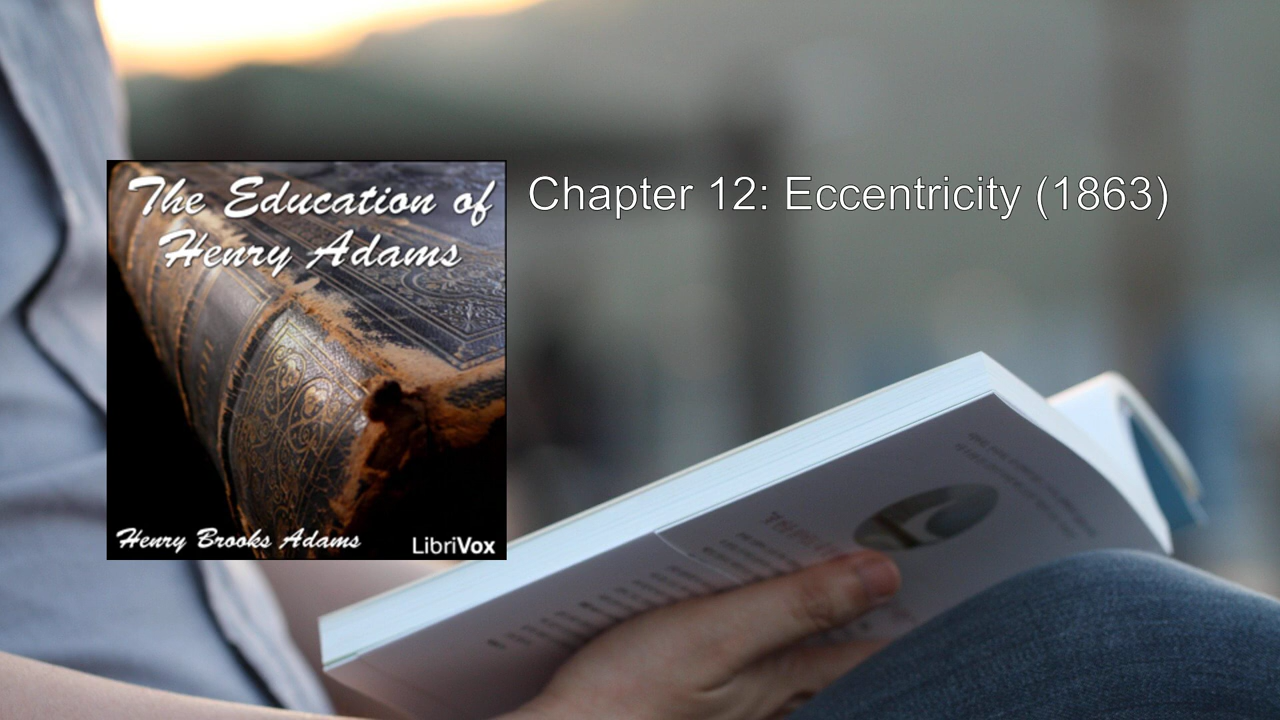 The Education of
Henry Adams
Chapter 12: Eccentricity (1863)
Henry Brooks Adams
LibriVox